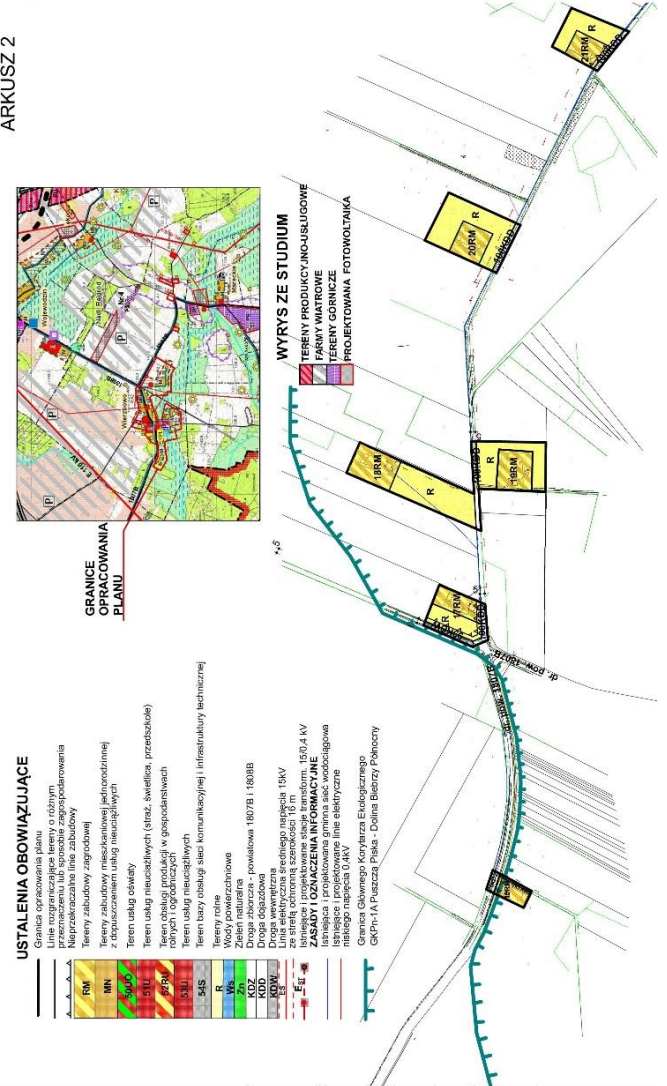 ARKUSZ 2
GRANICE
OPRACOWANIA
PLANU
Wojewodzin
E 110 kV
P
P
P
P
WYRYS ZE STUDIUM
TERENY PRODUKCYJNO-USŁUGOWE
FARMY WIATROWE
TERENY GÓRNICZE
PROJEKTOWANA FOTOWOLTAIKA
USTALENIA OBOWIĄZUJĄCE
Granica opracowania planu
Linie rozgraniczające tereny o różnym
przeznaczeniu lub sposobie zagospodarowania
Nieprzekraczalne linie zabudowy
RM Tereny zabudowy zagrodowej
MN Tereny zabudowy mieszkaniowej jednorodzinnej
z dopuszczeniem usług nieuciążliwych
50UO Teren usług oświaty
51U Teren usług nieuciążliwych (straż, świetlica, przedszkole)
52RU Teren obsługi produkcji w gospodarstwach
rolnych i ogrodniczych
53U Teren usług nieuciążliwych
54S Teren bazy obsługi sieci komunikacyjnej i infrastruktury technicznej
R Tereny rolne
Ws Wody powierzchniowe
Zn Zieleń naturalna
KDZ Droga zbiorcza - powiatowa 1807B i 1808B
KDD Droga dojazdowa
KDW Droga wewnętrzna
Linia elektryczna średniego napięcia 15kV
ze strefą ochronną szerokości 16 m
Istniejące i projektowane stacje transform. 15/0.4 kV
ZASADY I OZNACZENIA INFORMACYJNE
Istniejąca i projektowana gminna sieć wodociągowa
Istniejące i projektowane linie elektryczne
niskiego napięcia 0,4kV
Granica Głównego Korytarza Ekologicznego
GKPn-1A Puszcza Piska - Dolina Biebrzy Północny
17RM
R
dr. pow. 1807B
18RM
R
R
19RM
20RM
R
21RM
R